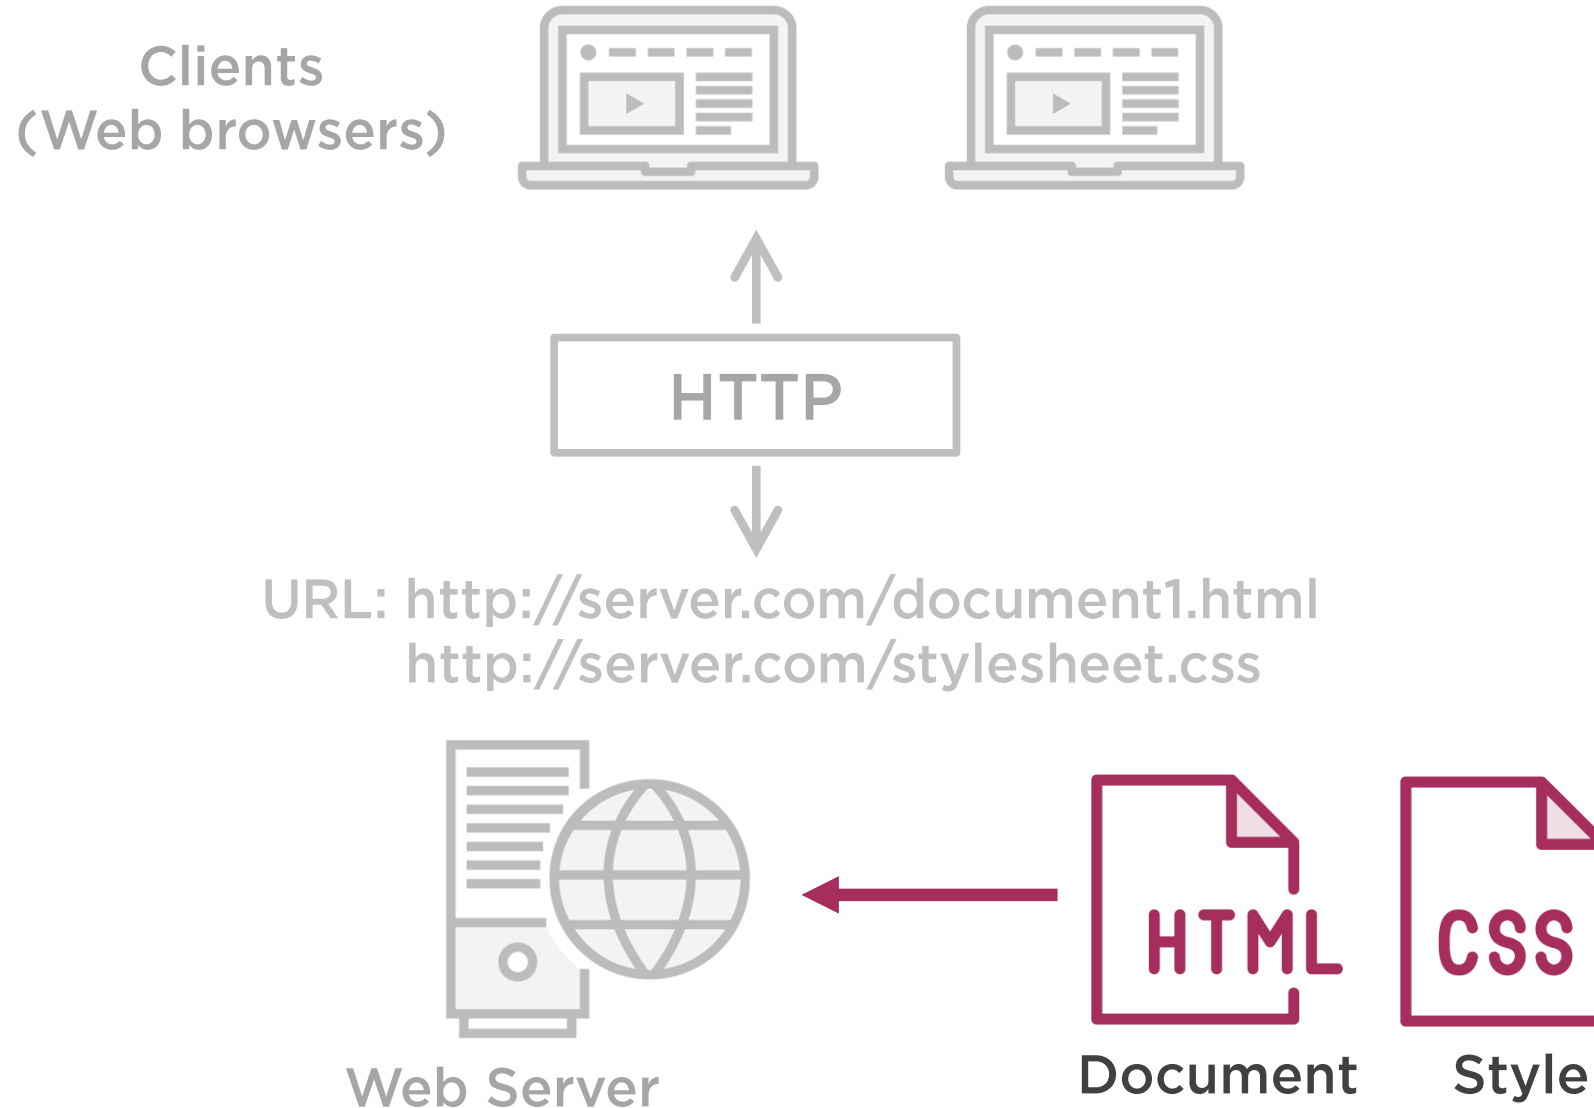 Clients
(Web browsers)
HTTP
URL: http://server.com/document1.html
http://server.com/stylesheet.css
HTML
CSS
Web Server
Document
Style